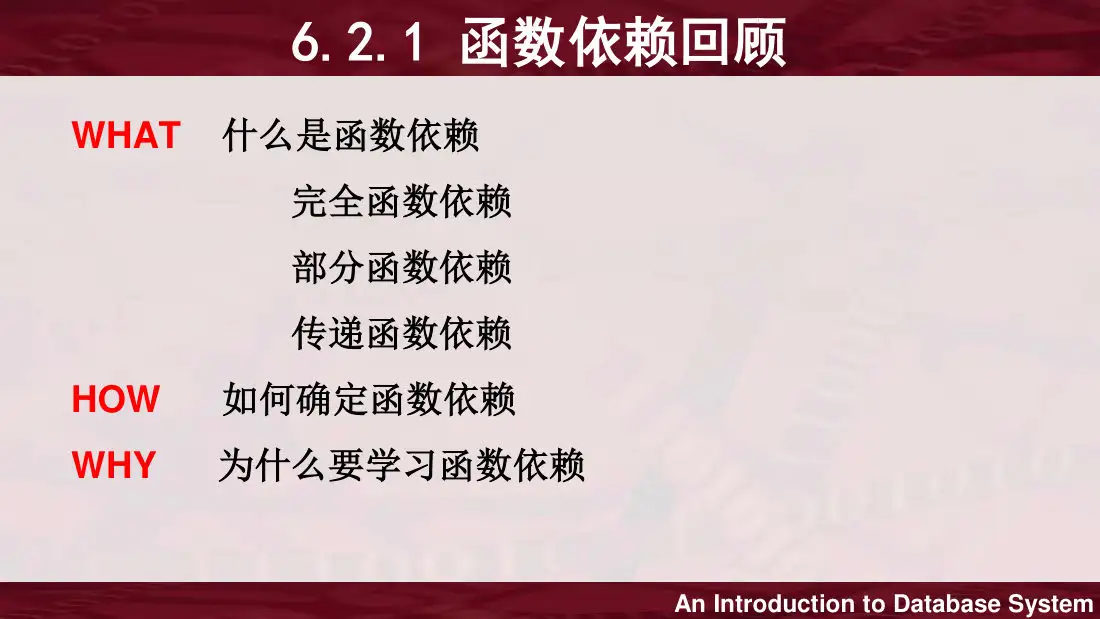 6.2.1 函数依赖回顾
WHAT 什么是函数依赖
完全函数依赖
部分函数依赖
传递函数依赖
HOW 如何确定函数依赖
WHY 为什么要学习函数依赖
An Introduction to Database System